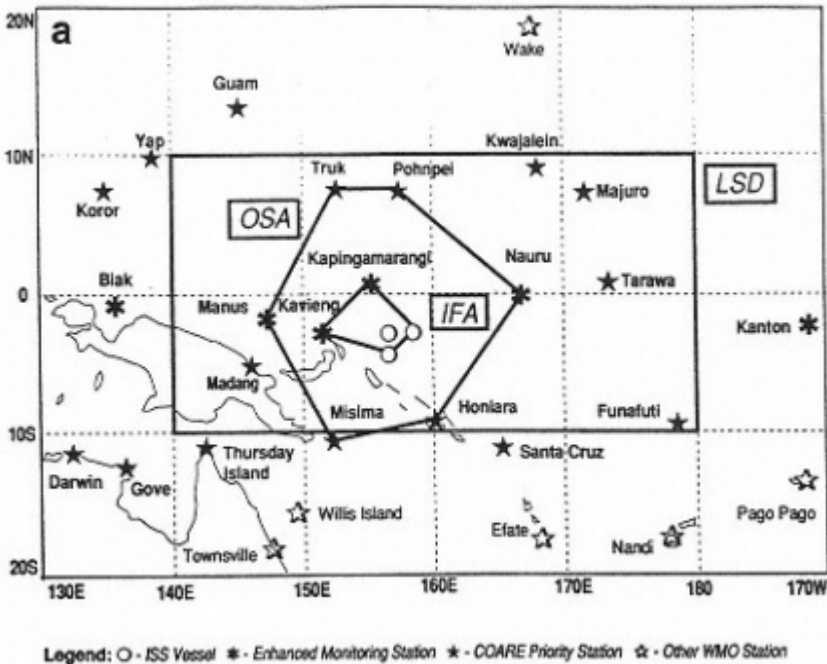 20N
a
Wake
Guam
Yap
Kwajalein
10N
Truk
Pohnpei
LSD
Koror
OSA
Majuro
Kapingamarangi
Nauru
Biak
Tarawa
0
Manus
Kavieng
IFA
Kanton
Madang
Misima
Honiara
Funafuti
10S
Thursday
Island
Santa Cruz
Darwin
Gove
Willis Island
Pago Pago
Efate
Nandi
Townsville
20S
130E 140E 150E 160E 170E 180 170W
Legend: ○ - ISS Vessel ✱ - Enhanced Monitoring Station ★ - COARE Priority Station ☆ - Other WMO Station